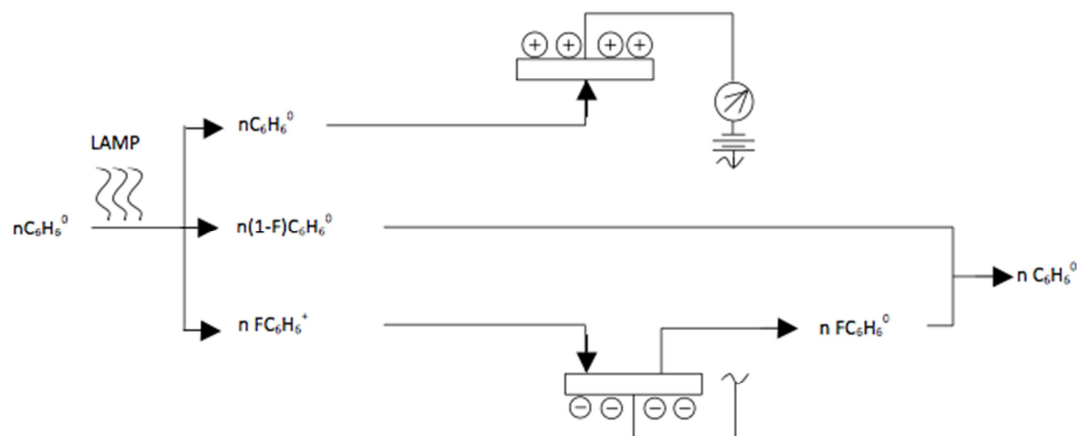 LAMP
nC₆H₆⁰
nC₆H₆⁰
n(1-F)C₆H₆⁰
n FC₆H₆⁺
n FC₆H₆⁰
n C₆H₆⁰
+ + + +
− − − −